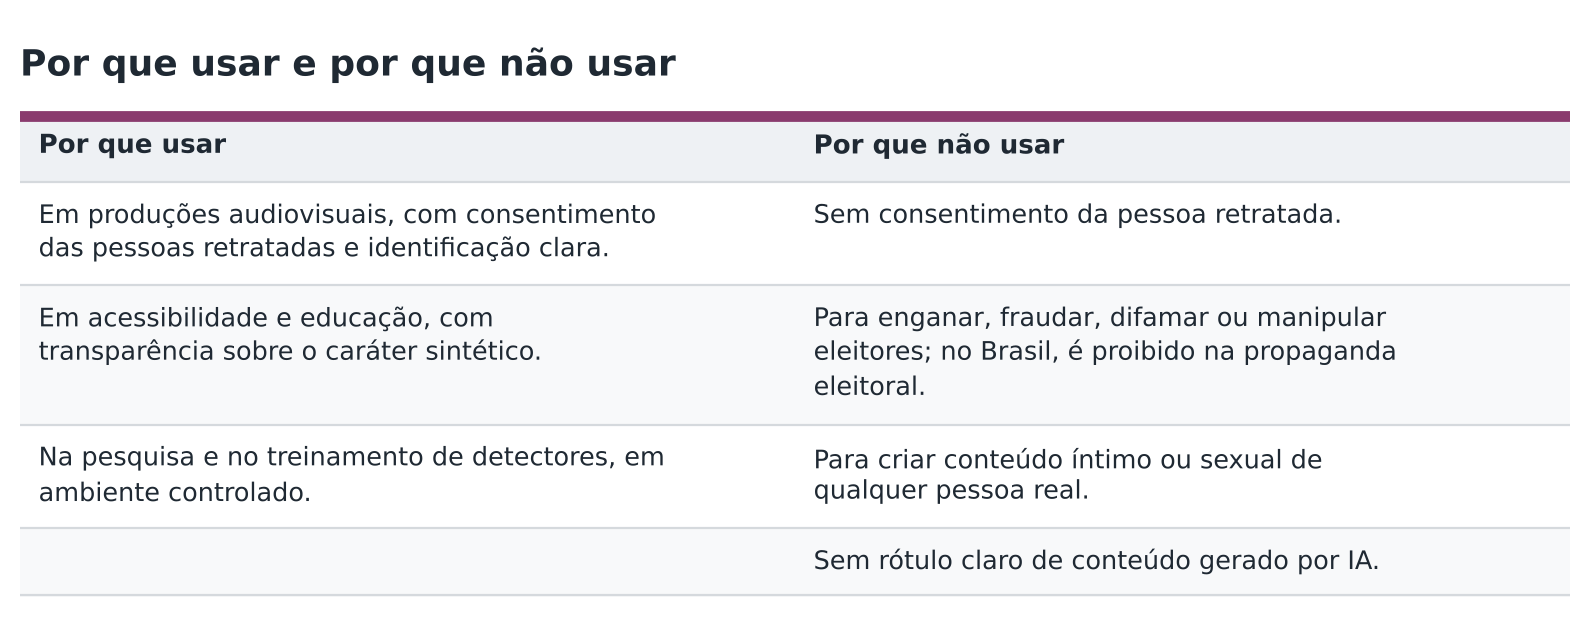 Por que usar e por que não usar
Por que usar
Por que não usar
Em produções audiovisuais, com consentimento
das pessoas retratadas e identificação clara.
Sem consentimento da pessoa retratada.
Em acessibilidade e educação, com
transparência sobre o caráter sintético.
Para enganar, fraudar, difamar ou manipular
eleitores; no Brasil, é proibido na propaganda
eleitoral.
Na pesquisa e no treinamento de detectores, em
ambiente controlado.
Para criar conteúdo íntimo ou sexual de
qualquer pessoa real.
Sem rótulo claro de conteúdo gerado por IA.